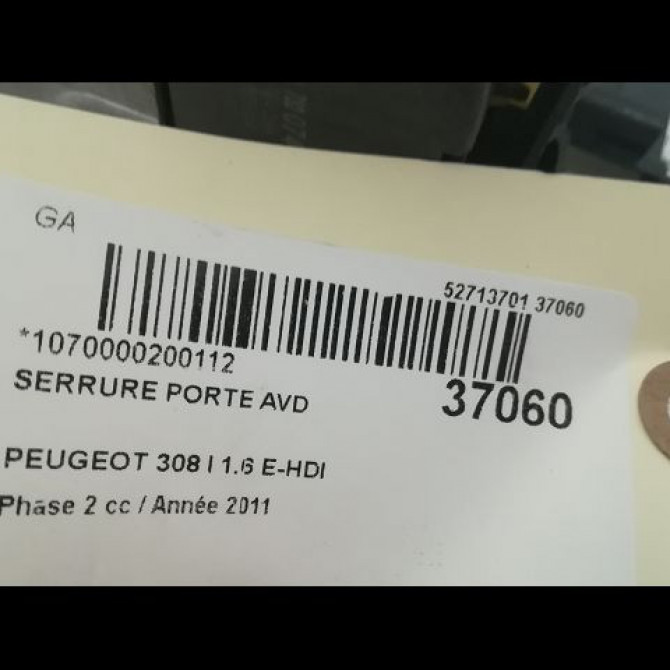 GA
52713701 37060
*1070000200112
37060
SERRURE PORTE AVD
PEUGEOT 308 I 1.6 E-HDI
Phase 2 cc / Année 2011